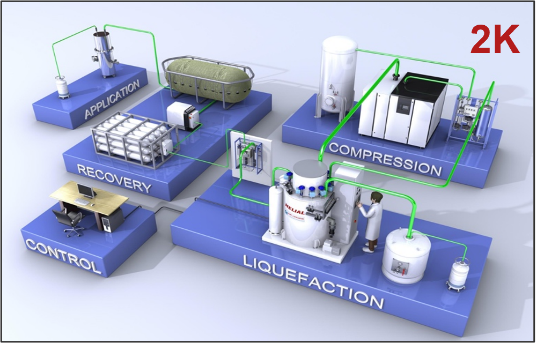 2K
APPLICATION
COMPRESSION
RECOVERY
CONTROL
LIQUEFACTION